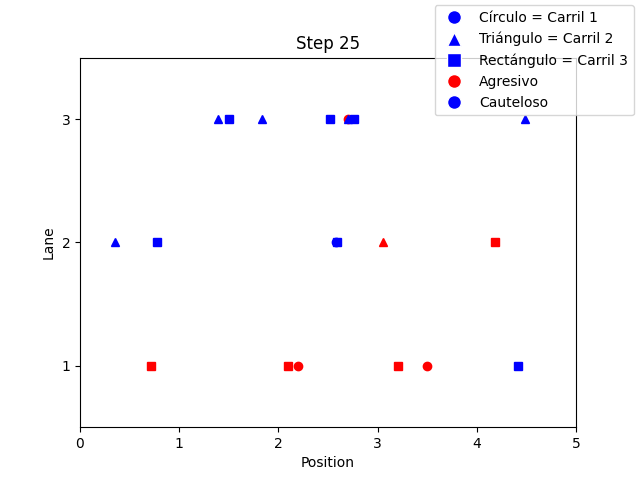 Step 25
Círculo = Carril 1
Triángulo = Carril 2
Rectángulo = Carril 3
Agresivo
Cauteloso
Lane
3
2
1
0 1 2 3 4 5
Position